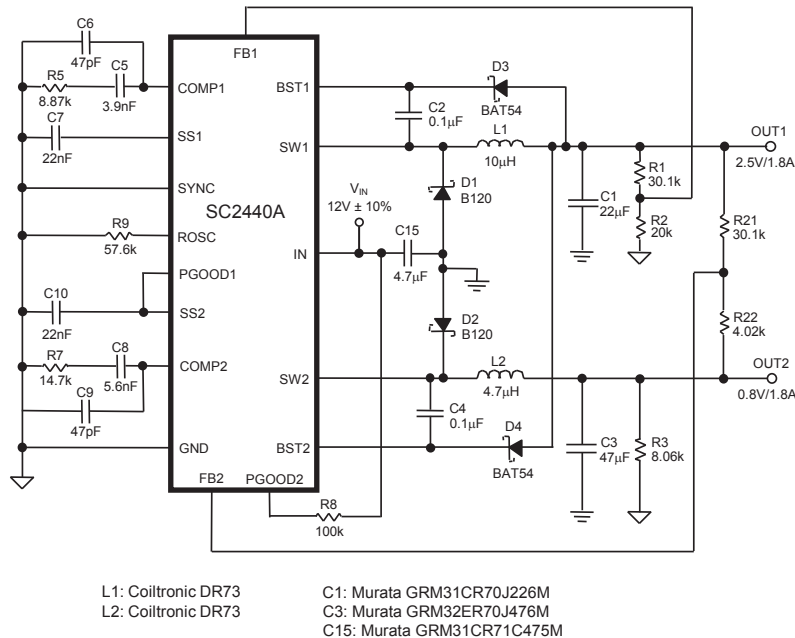 C6
47pF
R5
8.87k
C5
3.9nF
C7
22nF
R9
57.6k
C10
22nF
R7
14.7k
C8
5.6nF
C9
47pF
FB1
COMP1
SS1
SYNC
SC2440A
ROSC
PGOOD1
SS2
COMP2
GND
FB2
PGOOD2
BST1
SW1
IN
SW2
BST2
C2
0.1µF
D3
BAT54
L1
10µH
D1
B120
VIN
12V ± 10%
C15
4.7µF
D2
B120
L2
4.7µH
C4
0.1µF
D4
BAT54
R8
100k
C1
22µF
R1
30.1k
R2
20k
OUT1
2.5V/1.8A
R21
30.1k
R22
4.02k
OUT2
0.8V/1.8A
C3
47µF
R3
8.06k
L1: Coiltronic DR73
L2: Coiltronic DR73
C1: Murata GRM31CR70J226M
C3: Murata GRM32ER70J476M
C15: Murata GRM31CR71C475M